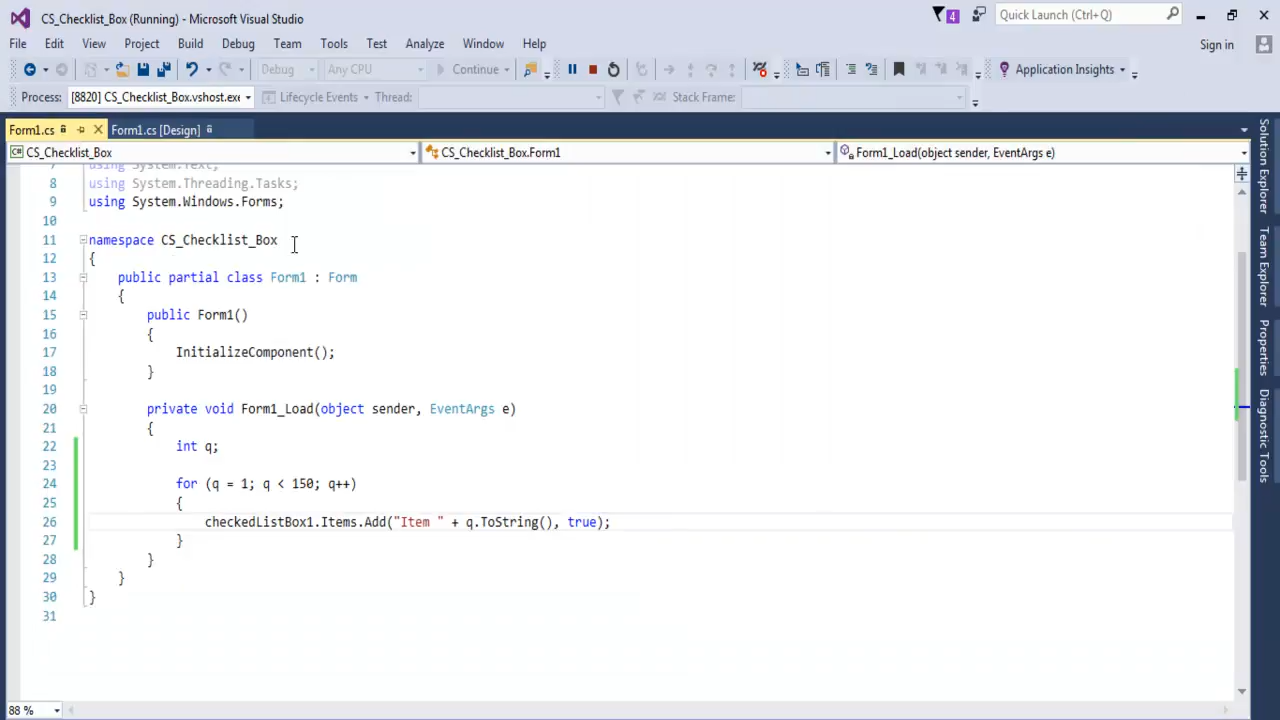 CS_Checklist_Box (Running) - Microsoft Visual Studio
4
Quick Launch (Ctrl+Q)
File Edit View Project Build Debug Team Tools Test Analyze Window Help
Sign in
Debug Any CPU Continue Application Insights
Process: [8820] CS_Checklist_Box.vshost.exe Lifecycle Events Thread: Stack Frame:
Form1.cs Form1.cs [Design]
CS_Checklist_Box CS_Checklist_Box.Form1 Form1_Load(object sender, EventArgs e)
7 using System.Text;
8 using System.Threading.Tasks;
9 using System.Windows.Forms;
10
11 namespace CS_Checklist_Box
12 {
13 public partial class Form1 : Form
14 {
15 public Form1()
16 {
17 InitializeComponent();
18 }
19
20 private void Form1_Load(object sender, EventArgs e)
21 {
22 int q;
23
24 for (q = 1; q < 150; q++)
25 {
26 checkedListBox1.Items.Add("Item " + q.ToString(), true);
27 }
28 }
29 }
30 }
31
88 %
Solution Explorer
Team Explorer
Properties
Diagnostic Tools